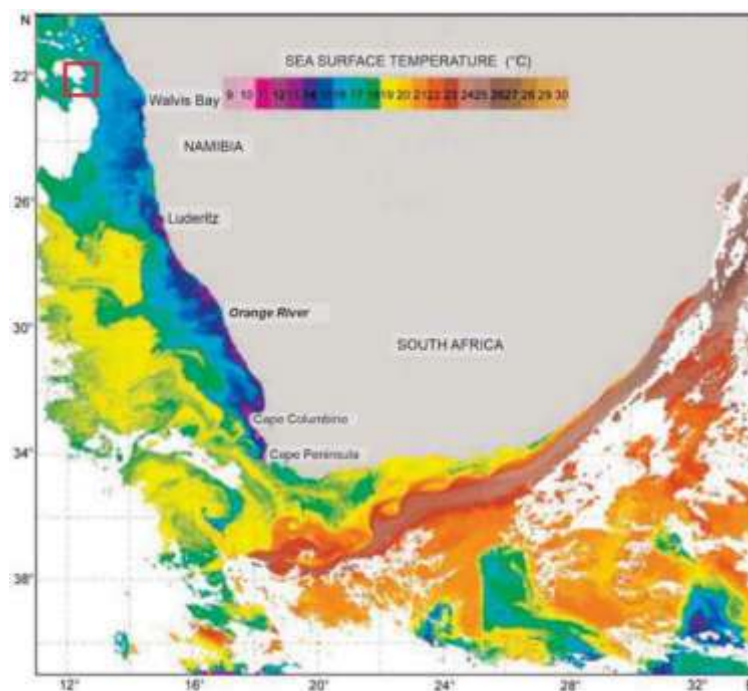 N
SEA SURFACE TEMPERATURE (°C)
22°
9 10 11 12 13 14 15 16 17 18 19 20 21 22 23 24 25 26 27 28 29 30
Walvis Bay
NAMIBIA
26°
Luderitz
Orange River
30°
SOUTH AFRICA
Cape Columbine
34°
Cape Peninsula
38°
12° 16° 20° 24° 28° 32°